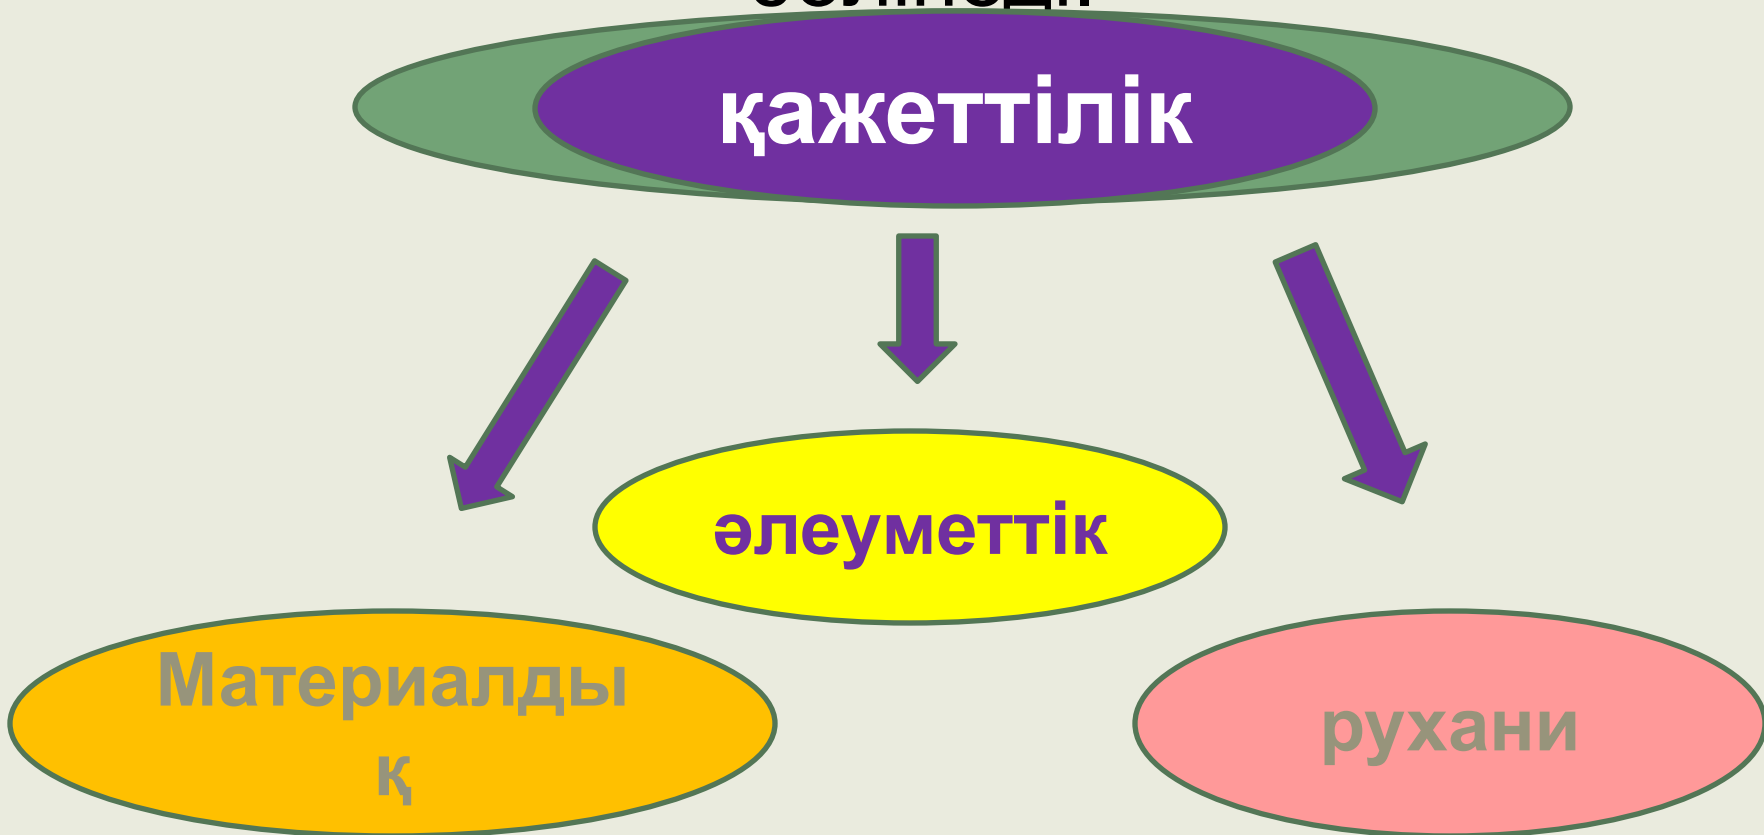 қажеттілік
әлеуметтік
Материалды
қ
рухани